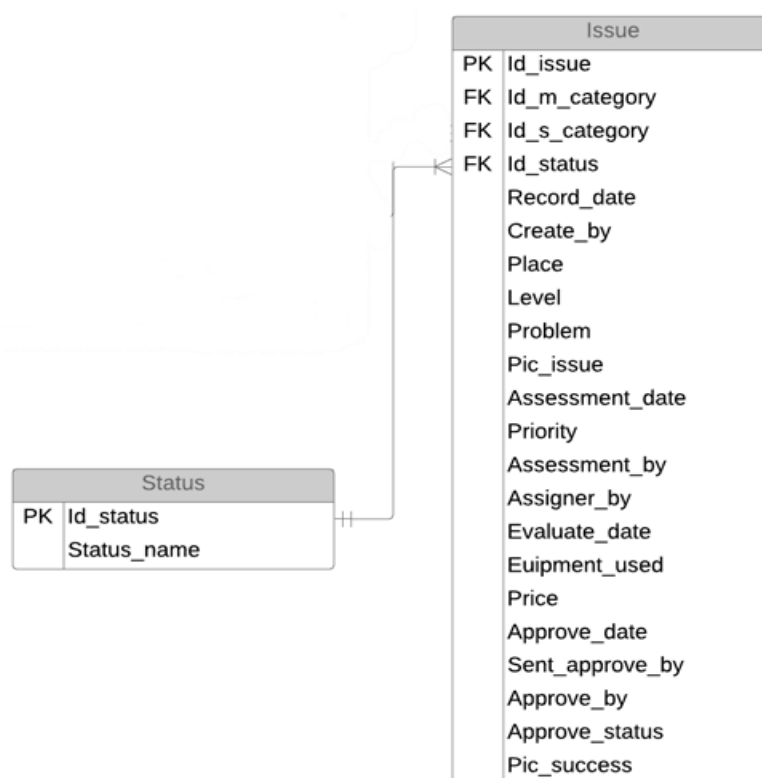 Issue
PK Id_issue
FK Id_m_category
FK Id_s_category
FK Id_status
Record_date
Create_by
Place
Level
Problem
Pic_issue
Assessment_date
Priority
Assessment_by
Assigner_by
Evaluate_date
Euipment_used
Price
Approve_date
Sent_approve_by
Approve_by
Approve_status
Pic_success
Status
PK Id_status
Status_name